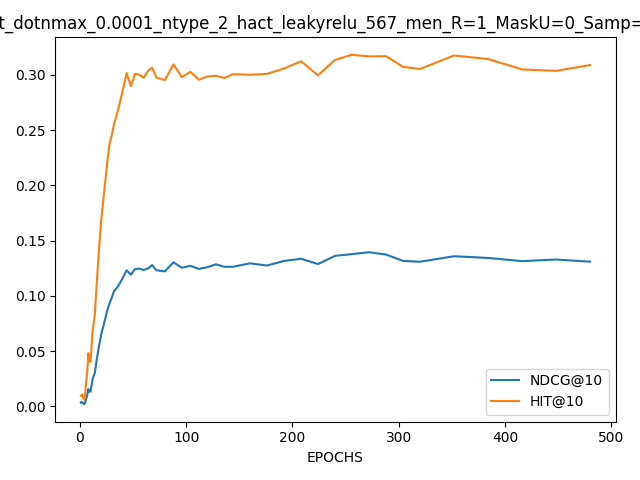 t_dotnmax_0.0001_ntype_2_hact_leakyrelu_567_men_R=1_MaskU=0_Samp=
0.30
0.25
0.20
0.15
0.10
0.05
0.00
NDCG@10
HIT@10
0 100 200 300 400 500
EPOCHS